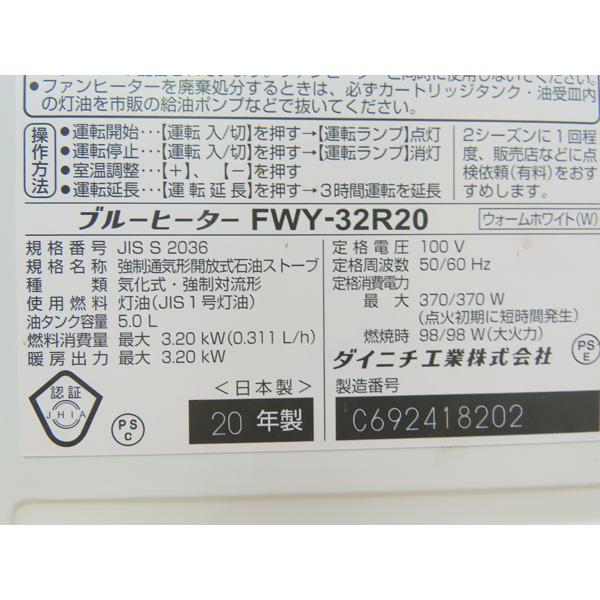 ●ファンヒーターを廃棄処分するときは、必ずカートリッジタンク・油受皿内
の灯油を市販の給油ポンプなどで抜いてください。
操作方法
●運転開始…【運転 入/切】を押す→【運転ランプ】点灯
●運転停止…【運転 入/切】を押す→【運転ランプ】消灯
●室温調整…【+】、【-】を押す
●運転延長…【運転延長】を押す→3時間運転を延長
2シーズンに1回程
度、販売店などに点
検依頼(有料)をおす
すめします。
ブルーヒーター FWY-32R20
ウォームホワイト(W)
規格番号 JIS S 2036
規格名称 強制通気形開放式石油ストーブ
種類 気化式・強制対流形
使用燃料 灯油(JIS1号灯油)
油タンク容量 5.0 L
燃料消費量 最大 3.20 kW(0.311 L/h)
暖房出力 最大 3.20 kW
定格電圧 100 V
定格周波数 50/60 Hz
定格消費電力
最大 370/370 W
(点火初期に短時間発生)
燃焼時 98/98 W(大火力)
ダイニチ工業株式会社
PS
E
認証
JHIA
PS
C
<日本製>
20 年製
製造番号
C692418202